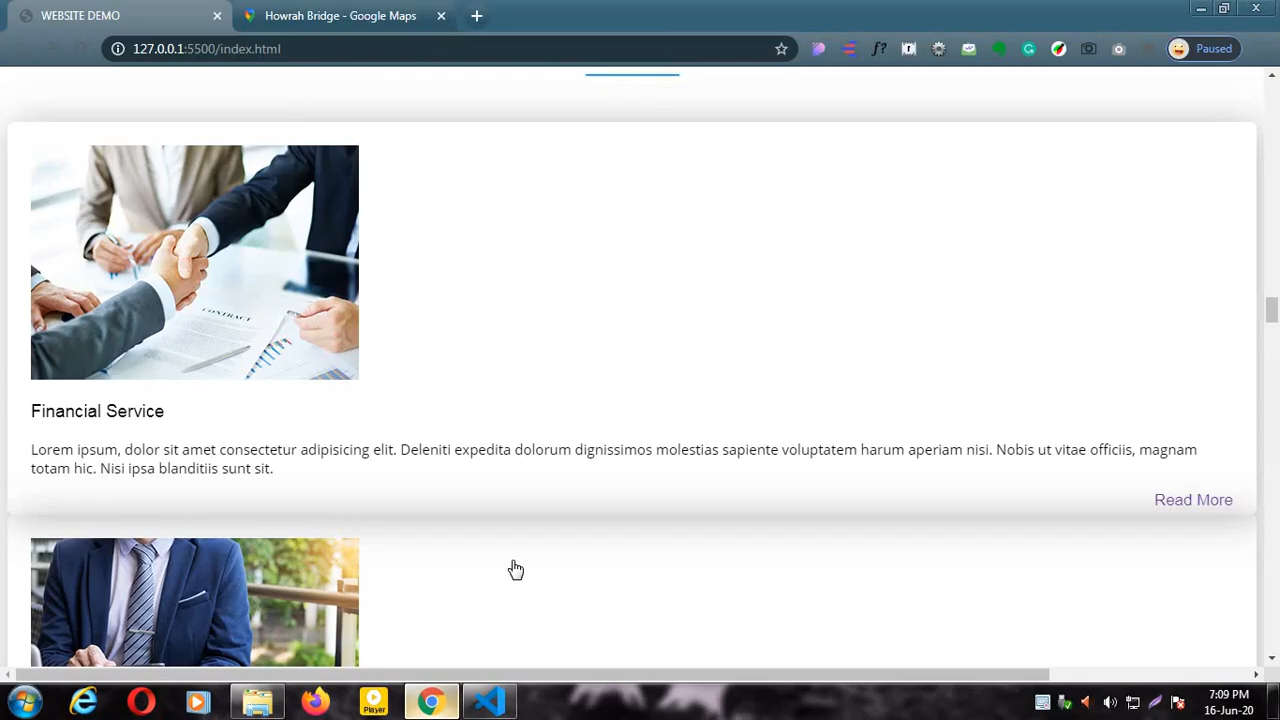 WEBSITE DEMO
Howrah Bridge - Google Maps
127.0.0.1:5500/index.html
f?
Paused
CONTRACT
Financial Service
Lorem ipsum, dolor sit amet consectetur adipisicing elit. Deleniti expedita dolorum dignissimos molestias sapiente voluptatem harum aperiam nisi. Nobis ut vitae officiis, magnam
totam hic. Nisi ipsa blanditiis sunt sit.
Read More
Player
7:09 PM
16-Jun-20